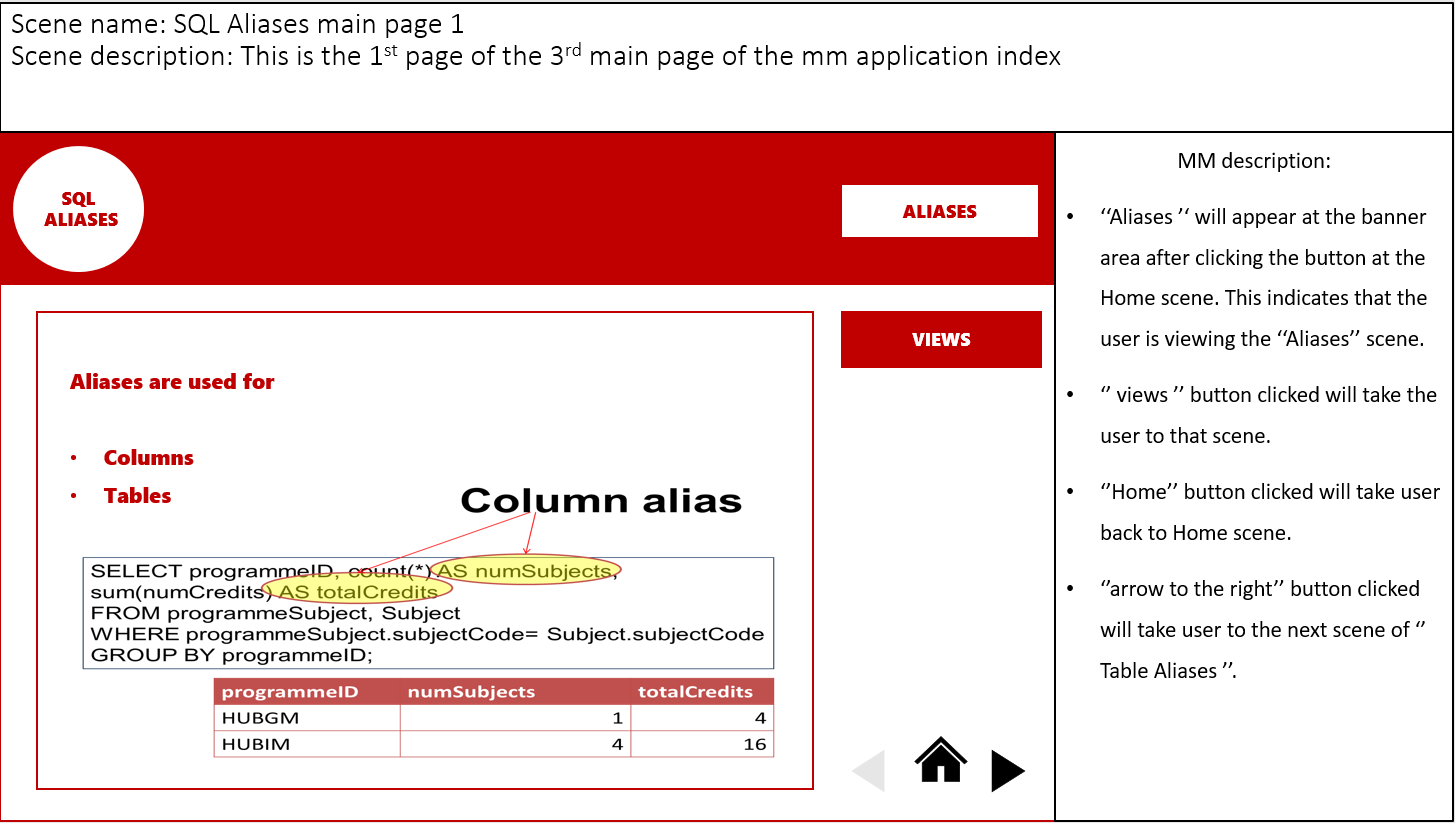 Scene name: SQL Aliases main page 1
Scene description: This is the 1st page of the 3rd main page of the mm application index
SQL
ALIASES
ALIASES
VIEWS
Aliases are used for
• Columns
• Tables
Column alias
SELECT programmeID, count(*) AS numSubjects,
sum(numCredits) AS totalCredits
FROM programmeSubject, Subject
WHERE programmeSubject.subjectCode= Subject.subjectCode
GROUP BY programmeID;
programmeID numSubjects totalCredits
HUBGM 1 4
HUBIM 4 16
MM description:
• ‘‘Aliases ’‘ will appear at the banner
area after clicking the button at the
Home scene. This indicates that the
user is viewing the ‘‘Aliases’’ scene.
• ‘’ views ’’ button clicked will take the
user to that scene.
• ‘’Home’’ button clicked will take user
back to Home scene.
• ‘’arrow to the right’’ button clicked
will take user to the next scene of ‘’
Table Aliases ’’.